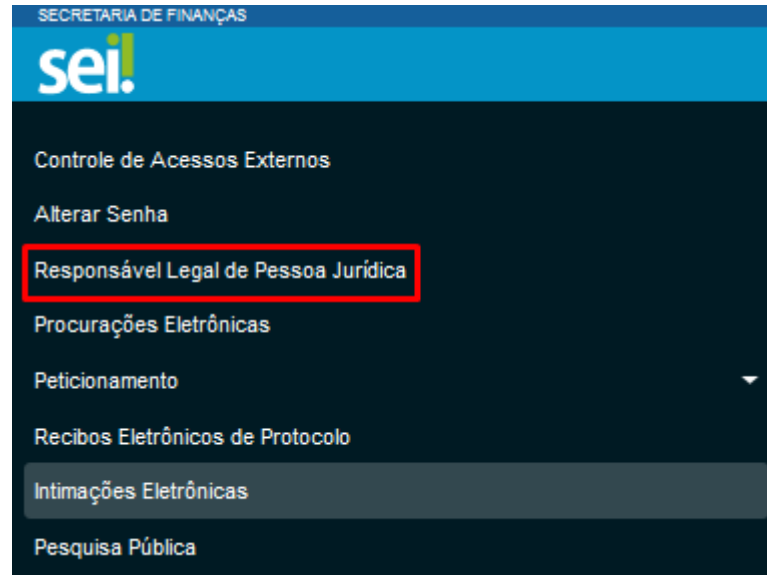 SECRETARIA DE FINANÇAS
sei!
Controle de Acessos Externos
Alterar Senha
Responsável Legal de Pessoa Jurídica
Procurações Eletrônicas
Peticionamento
Recibos Eletrônicos de Protocolo
Intimações Eletrônicas
Pesquisa Pública